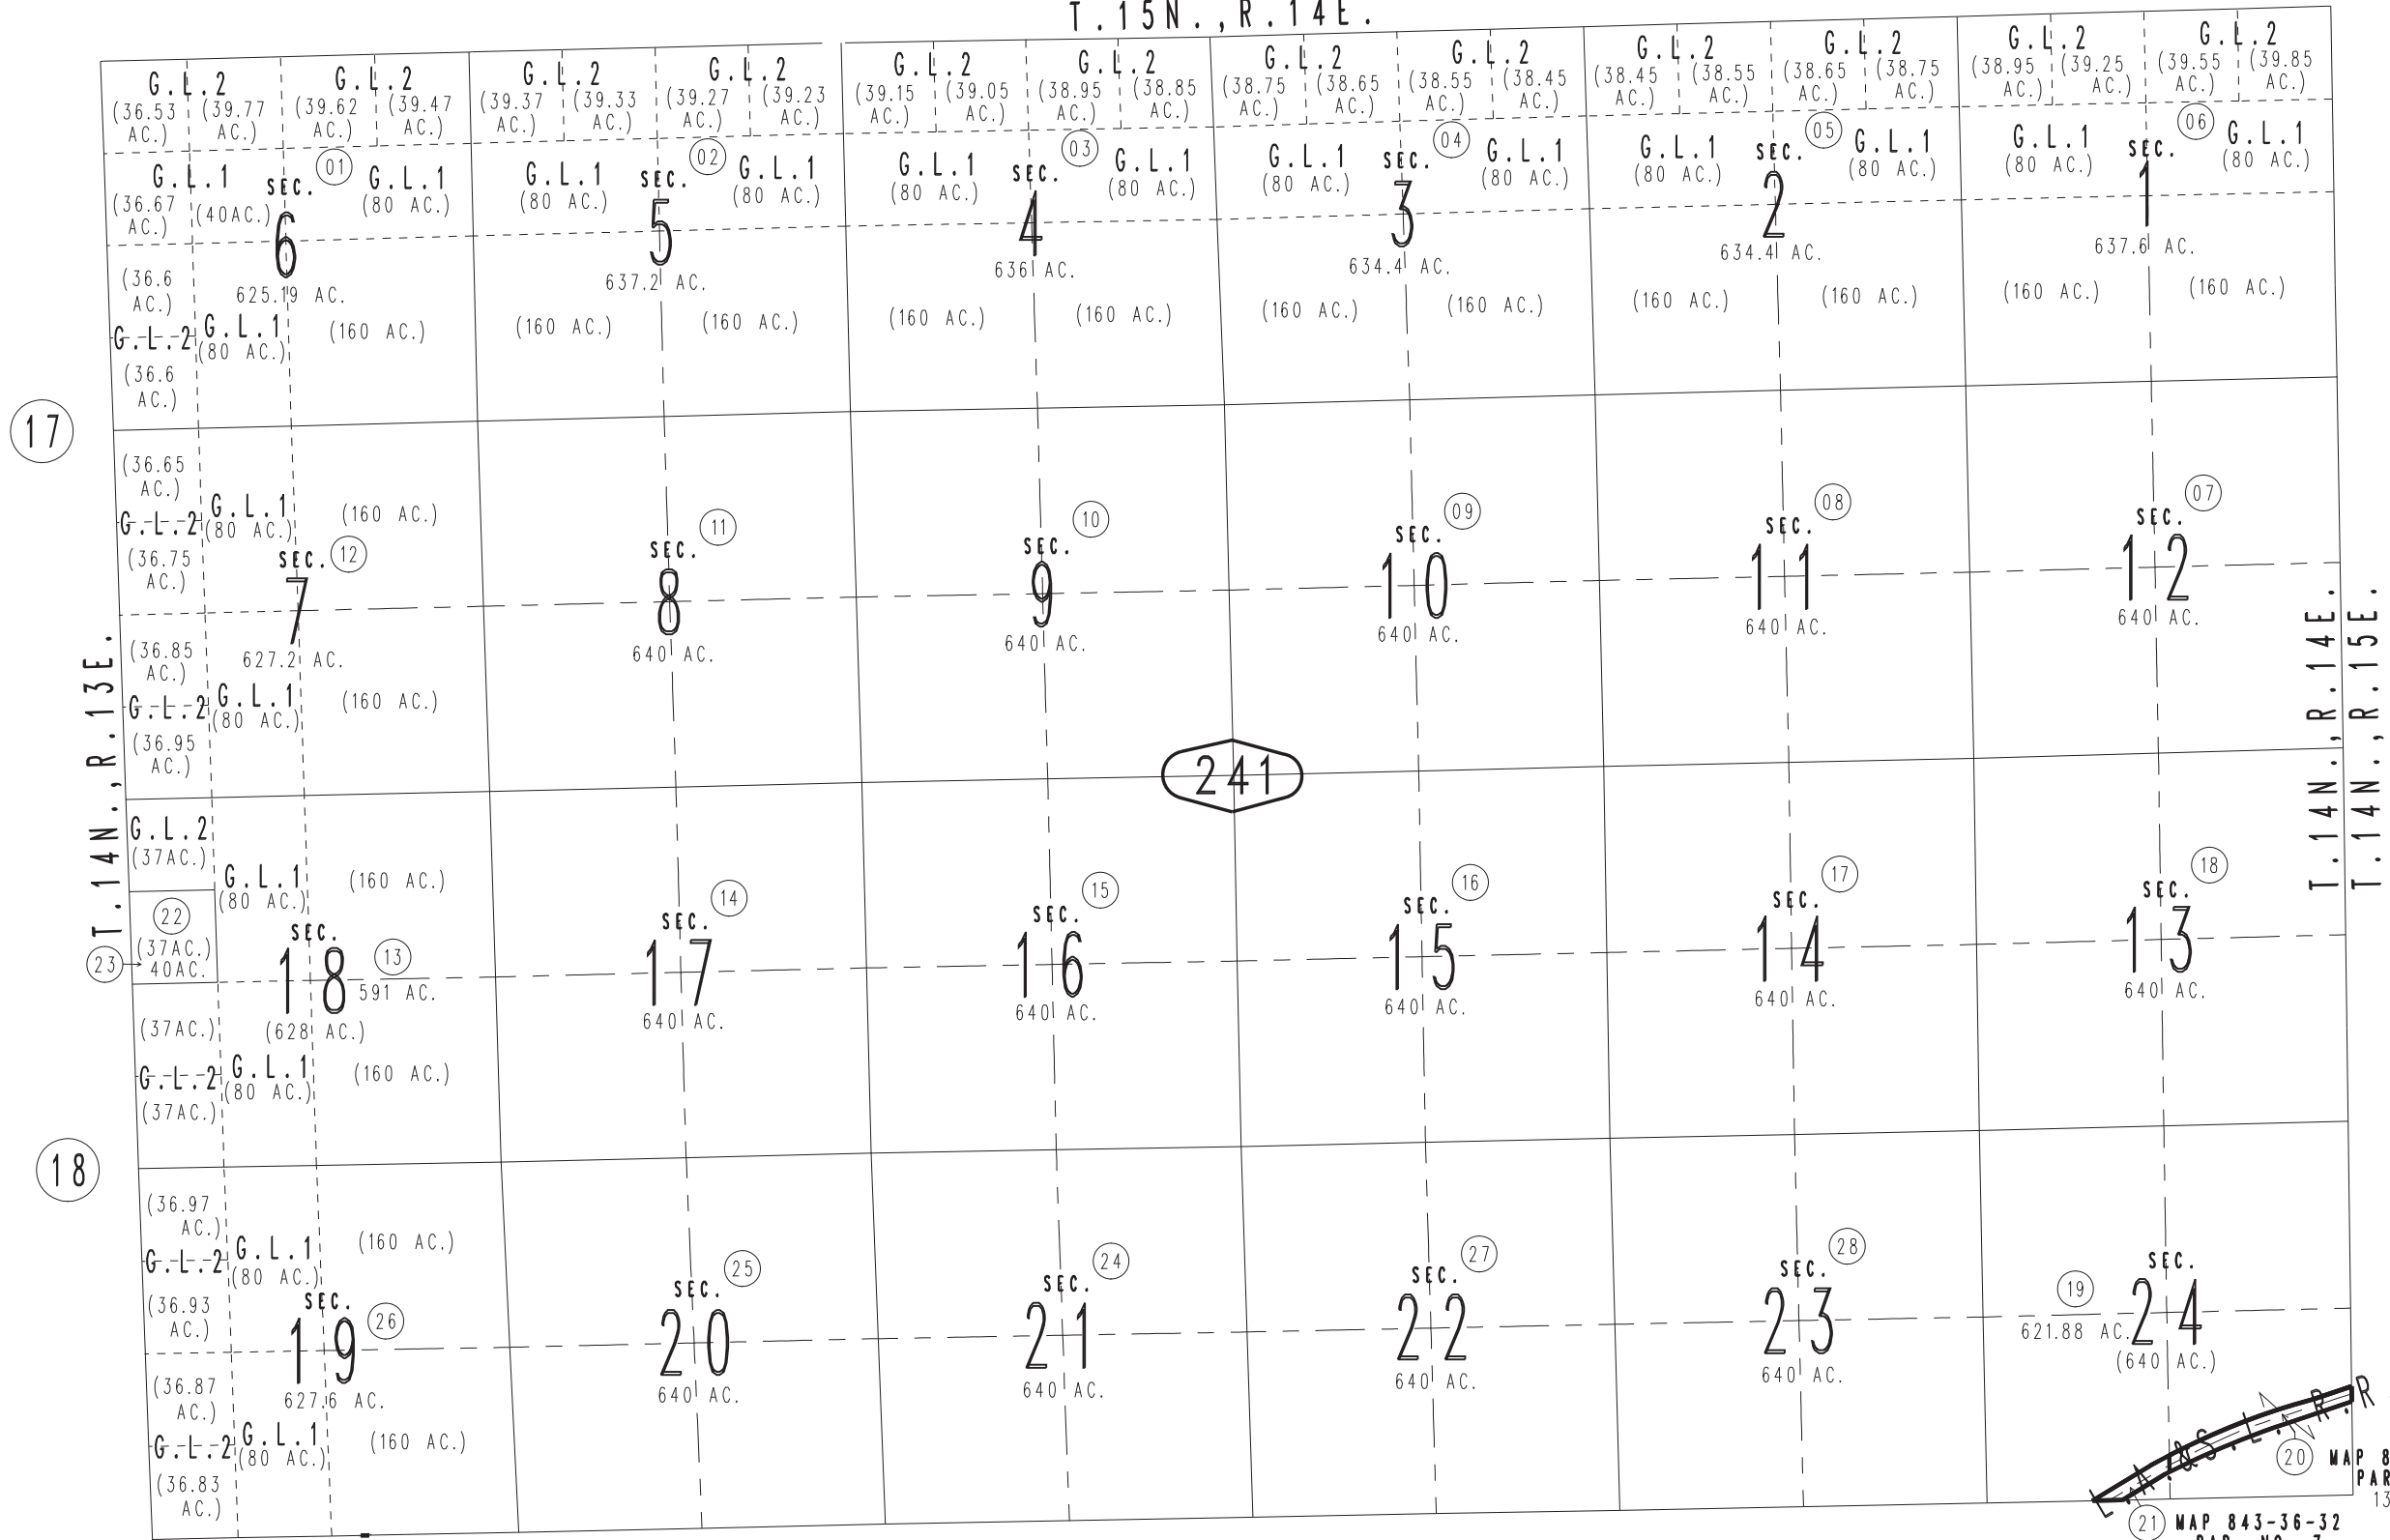 T.15N.,R.14E.
G.L.2 G.L.2 G.L.2 G.L.2 G.L.2 G.L.2 G.L.2 G.L.2 G.L.2 G.L.2 G.L.2 G.L.2
(36.53 AC.) (39.77 AC.) (39.62 AC.) (39.47 AC.) (39.37 AC.) (39.33 AC.) (39.27 AC.) (39.23 AC.) (39.15 AC.) (39.05 AC.) (38.95 AC.) (38.85 AC.) (38.75 AC.) (38.65 AC.) (38.55 AC.) (38.45 AC.) (38.45 AC.) (38.55 AC.) (38.65 AC.) (38.75 AC.) (38.95 AC.) (39.25 AC.) (39.55 AC.) (39.85 AC.)
01 02 03 04 05 06
G.L.1 SEC. G.L.1 G.L.1 SEC. G.L.1 G.L.1 SEC. G.L.1 G.L.1 SEC. G.L.1 G.L.1 SEC. G.L.1 G.L.1 SEC. G.L.1
(36.67 AC.) (40AC.) (80 AC.) (80 AC.) (80 AC.) (80 AC.) (80 AC.) (80 AC.) (80 AC.) (80 AC.) (80 AC.) (80 AC.) (80 AC.)
6 5 4 3 2 1
(36.6 AC.) 625.19 AC. 637.2 AC. 636 AC. 634.4 AC. 634.4 AC. 637.6 AC.
G.L.2 G.L.1 (80 AC.) (160 AC.) (160 AC.) (160 AC.) (160 AC.) (160 AC.) (160 AC.) (160 AC.) (160 AC.) (160 AC.) (160 AC.) (160 AC.)
(36.6 AC.)
17
(36.65 AC.)
G.L.2 G.L.1 (80 AC.) (160 AC.)
(36.75 AC.)
SEC. 12 SEC. 11 SEC. 10 SEC. 09 SEC. 08 SEC. 07
7 8 9 10 11 12
627.2 AC. 640 AC. 640 AC. 640 AC. 640 AC. 640 AC.
(36.85 AC.)
G.L.2 G.L.1 (80 AC.) (160 AC.)
(36.95 AC.)
T.14N.,R.13E.
T.14N.,R.14E.
T.14N.,R.15E.
241
G.L.2
(37AC.)
G.L.1 (80 AC.) (160 AC.)
22
(37AC.)
40AC.
23
SEC. 13 SEC. 14 SEC. 15 SEC. 16 SEC. 17 SEC. 18
18 17 16 15 14 13
591 AC. 640 AC. 640 AC. 640 AC. 640 AC. 640 AC.
(37AC.) (628 AC.)
G.L.2 G.L.1 (80 AC.) (160 AC.)
(37AC.)
18
(36.97 AC.)
G.L.2 G.L.1 (80 AC.) (160 AC.)
(36.93 AC.)
SEC. 26 SEC. 25 SEC. 24 SEC. 27 SEC. 28 19 SEC.
19 20 21 22 23 24
627.6 AC. 640 AC. 640 AC. 640 AC. 640 AC. 621.88 AC.
(640 AC.)
(36.87 AC.)
G.L.2 G.L.1 (80 AC.) (160 AC.)
(36.83 AC.)
L.A.&S.L.R.R
20 MAP 8
PAR
13
21 MAP 843-36-32
PAR. NO. 7